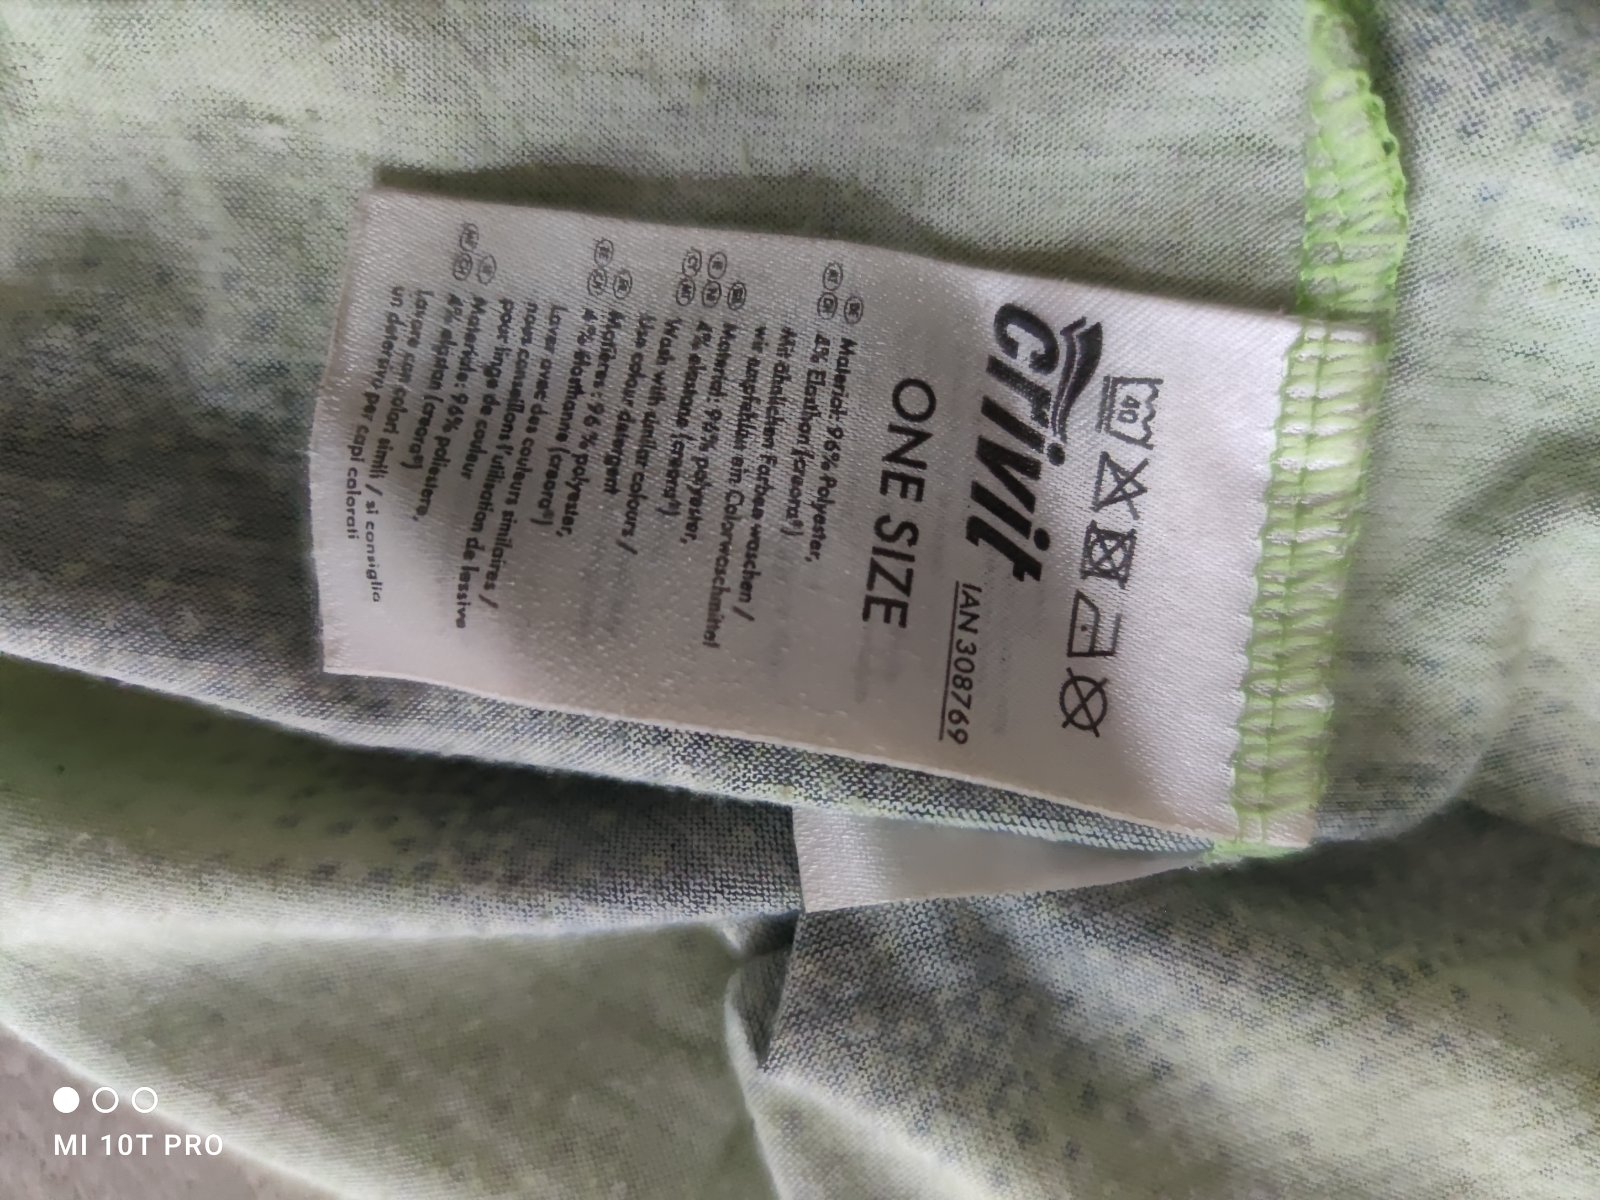 40
crivit
IAN 308769
ONE SIZE
DE
Material: 96% Polyester,
4% Elasthan (creora®)
Mit ähnlichen Farben waschen /
wir empfehlen ein Colorwaschmittel
GB
Material: 96% polyester,
4% elastane (creora®)
Wash with similar colours /
Use colour detergent
Matières : 96 % polyester,
4 % élasthanne (creora®)
Laver avec des couleurs similaires /
nous conseillons l'utilisation de lessive
pour linge de couleur
Materiale: 96% poliestere,
4% elastan (creora®)
Lavare con colori simili / si consiglia
un detersivo per capi colorati
MI 10T PRO